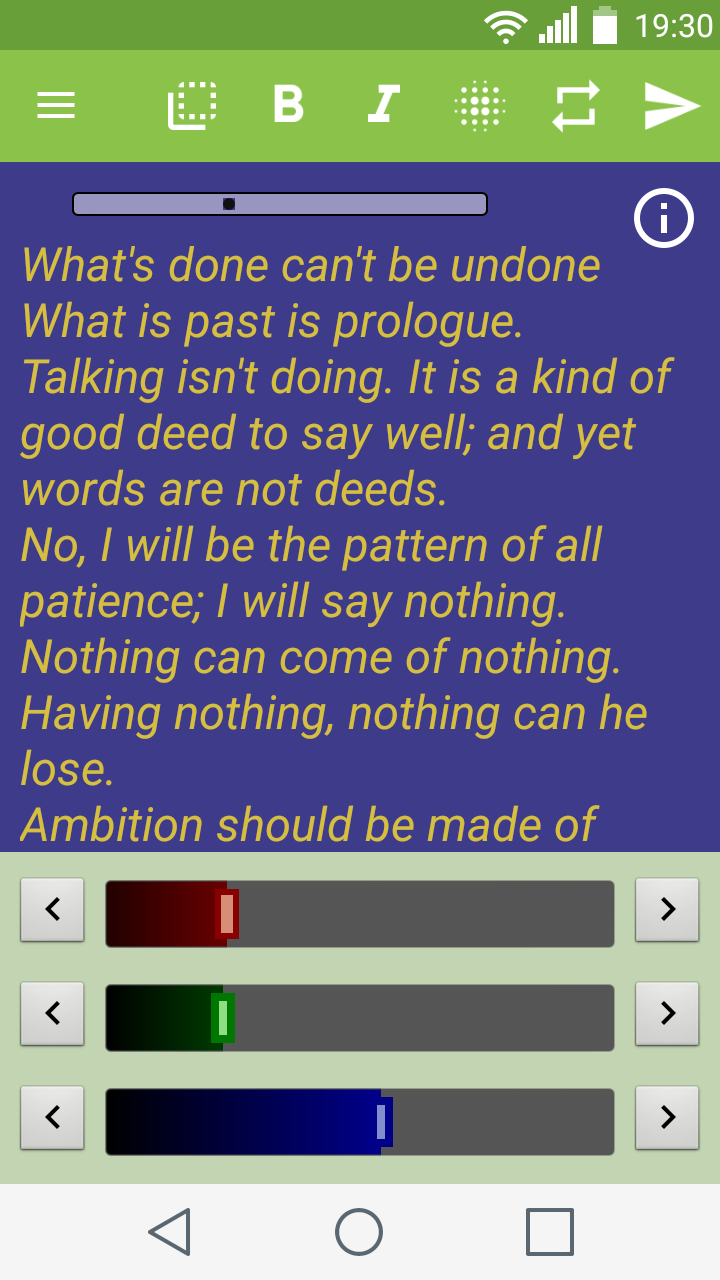 19:30
B I
What's done can't be undone
What is past is prologue.
Talking isn't doing. It is a kind of
good deed to say well; and yet
words are not deeds.
No, I will be the pattern of all
patience; I will say nothing.
Nothing can come of nothing.
Having nothing, nothing can he
lose.
Ambition should be made of